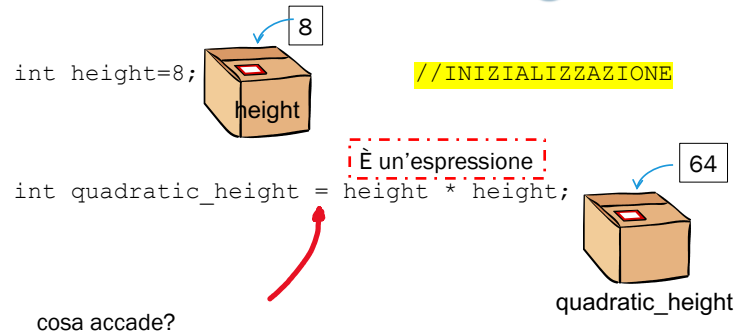 8
int height=8; //INIZIALIZZAZIONE
height
È un’espressione
64
int quadratic_height = height * height;
quadratic_height
cosa accade?